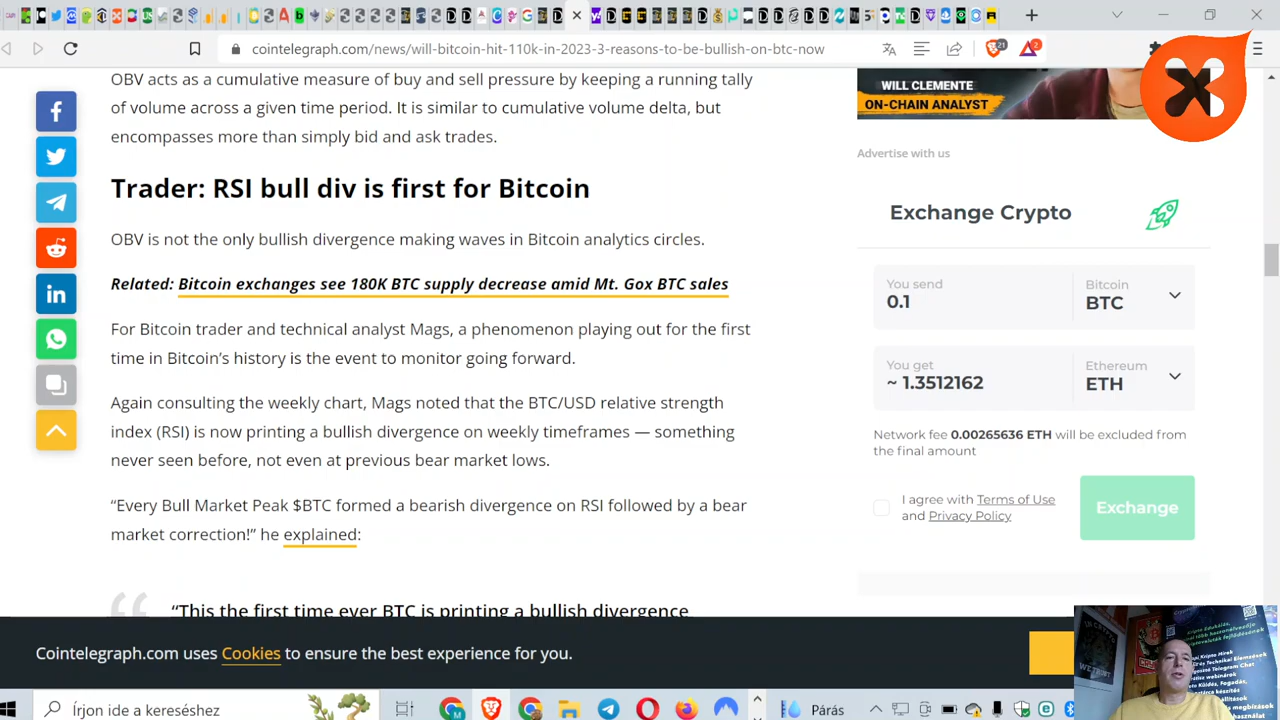 cointelegraph.com/news/will-bitcoin-hit-110k-in-2023-3-reasons-to-be-bullish-on-btc-now
21
2
OBV acts as a cumulative measure of buy and sell pressure by keeping a running tally
of volume across a given time period. It is similar to cumulative volume delta, but
encompasses more than simply bid and ask trades.
Trader: RSI bull div is first for Bitcoin
OBV is not the only bullish divergence making waves in Bitcoin analytics circles.
Related: Bitcoin exchanges see 180K BTC supply decrease amid Mt. Gox BTC sales
For Bitcoin trader and technical analyst Mags, a phenomenon playing out for the first
time in Bitcoin’s history is the event to monitor going forward.
Again consulting the weekly chart, Mags noted that the BTC/USD relative strength
index (RSI) is now printing a bullish divergence on weekly timeframes — something
never seen before, not even at previous bear market lows.
“Every Bull Market Peak $BTC formed a bearish divergence on RSI followed by a bear
market correction!” he explained:
“This the first time ever BTC is printing a bullish divergence
WILL CLEMENTE
ON-CHAIN ANALYST
X
Advertise with us
Exchange Crypto
You send
0.1
Bitcoin
BTC
You get
~ 1.3512162
Ethereum
ETH
Network fee 0.00265636 ETH will be excluded from
the final amount
I agree with Terms of Use
and Privacy Policy
Exchange
Cointelegraph.com uses Cookies to ensure the best experience for you.
IN CRYPTO
WE TRUST
Kripto Edukálás,
Kripto Hírek
Írjon ide a kereséshez
Párás